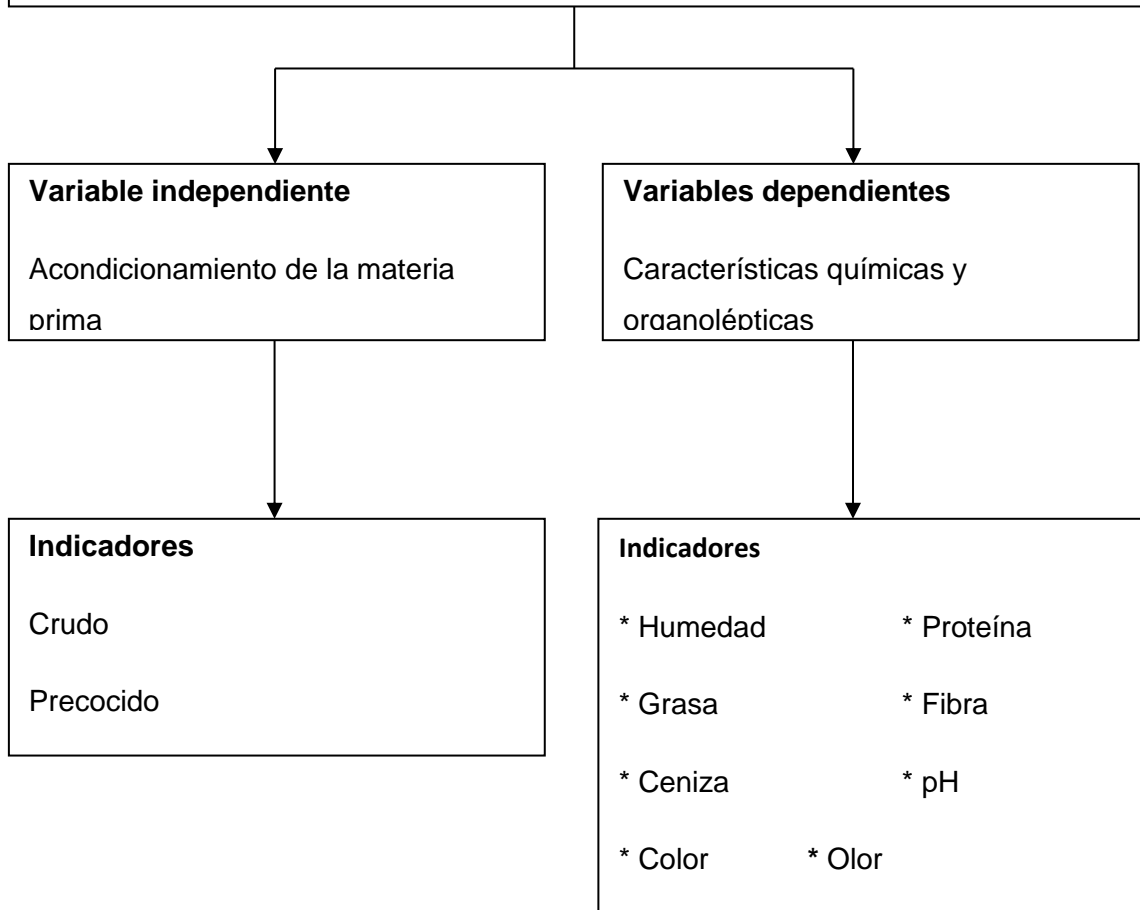 Variable independiente
Acondicionamiento de la materia
prima
Variables dependientes
Características químicas y
organolépticas
Indicadores
Crudo
Precocido
Indicadores
* Humedad * Proteína
* Grasa * Fibra
* Ceniza * pH
* Color * Olor